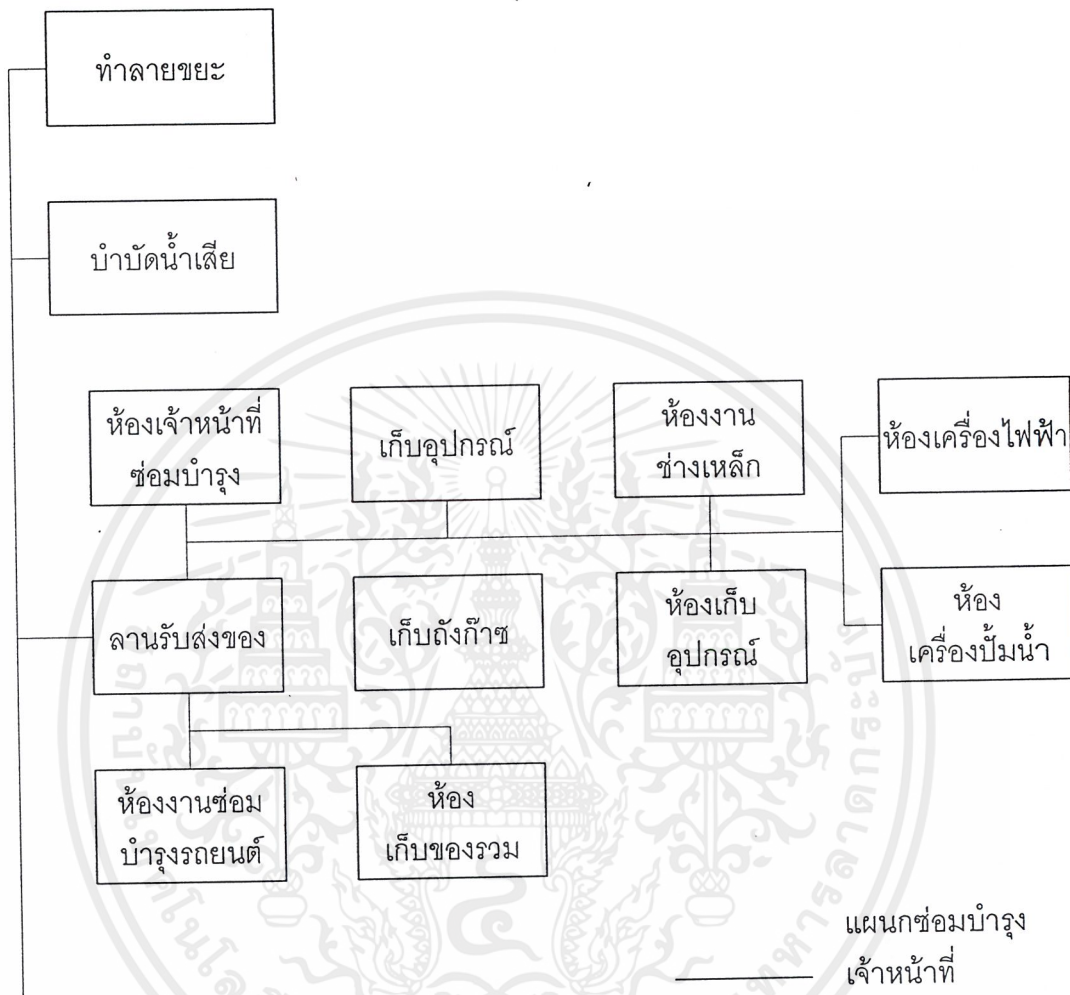 ทำลายขยะ
บำบัดน้ำเสีย
ห้องเจ้าหน้าที่
ซ่อมบำรุง
เก็บอุปกรณ์
ห้องงาน
ช่างเหล็ก
ห้องเครื่องไฟฟ้า
ลานรับส่งของ
เก็บถังก๊าซ
ห้องเก็บ
อุปกรณ์
ห้อง
เครื่องปั้มน้ำ
ห้องงานซ่อม
บำรุงรถยนต์
ห้อง
เก็บของรวม
แผนกซ่อมบำรุง
เจ้าหน้าที่